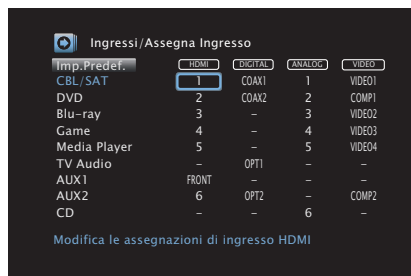 Ingressi/Assegna Ingresso
Imp.Predef. HDMI DIGITAL ANALOG VIDEO
CBL/SAT 1 COAX1 1 VIDEO1
DVD 2 COAX2 2 COMP1
Blu-ray 3 – 3 VIDEO2
Game 4 – 4 VIDEO3
Media Player 5 – 5 VIDEO4
TV Audio – OPT1 – –
AUX1 FRONT – – –
AUX2 6 OPT2 – COMP2
CD – – 6 –
Modifica le assegnazioni di ingresso HDMI